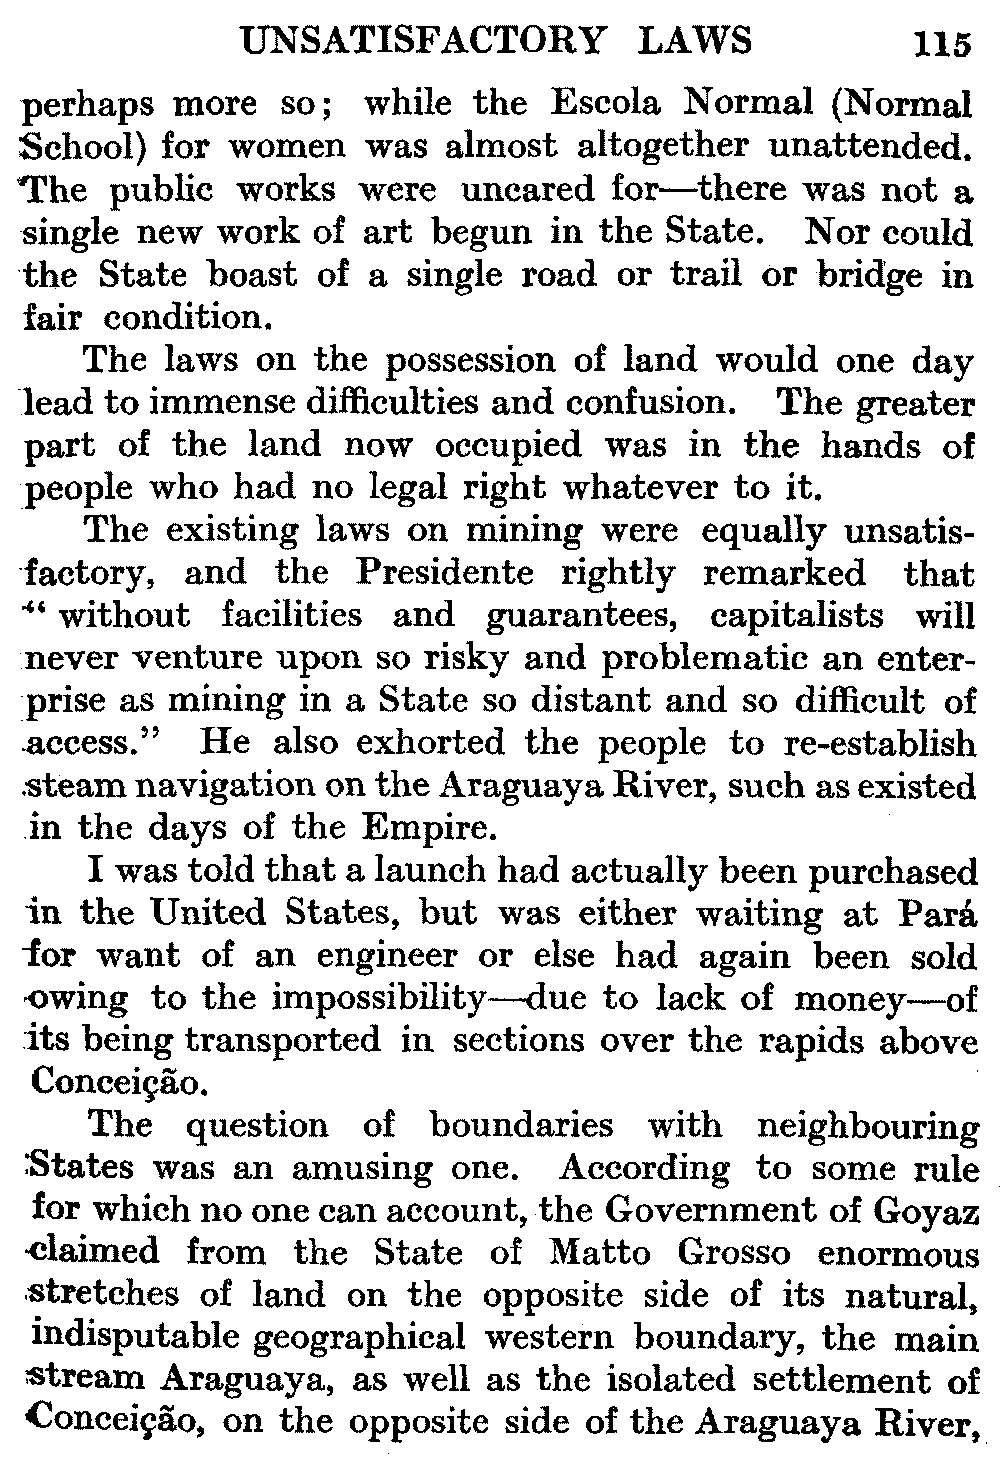 UNSATISFACTORY LAWS 115
perhaps more so; while the Escola Normal (Normal
School) for women was almost altogether unattended.
The public works were uncared for—there was not a
single new work of art begun in the State. Nor could
the State boast of a single road or trail or bridge in
fair condition.
The laws on the possession of land would one day
lead to immense difficulties and confusion. The greater
part of the land now occupied was in the hands of
people who had no legal right whatever to it.
The existing laws on mining were equally unsatis-
factory, and the Presidente rightly remarked that
“ without facilities and guarantees, capitalists will
never venture upon so risky and problematic an enter-
prise as mining in a State so distant and so difficult of
access.” He also exhorted the people to re-establish
steam navigation on the Araguaya River, such as existed
in the days of the Empire.
I was told that a launch had actually been purchased
in the United States, but was either waiting at Pará
for want of an engineer or else had again been sold
owing to the impossibility—due to lack of money—of
its being transported in sections over the rapids above
Conceição.
The question of boundaries with neighbouring
States was an amusing one. According to some rule
for which no one can account, the Government of Goyaz
claimed from the State of Matto Grosso enormous
stretches of land on the opposite side of its natural,
indisputable geographical western boundary, the main
stream Araguaya, as well as the isolated settlement of
Conceição, on the opposite side of the Araguaya River,